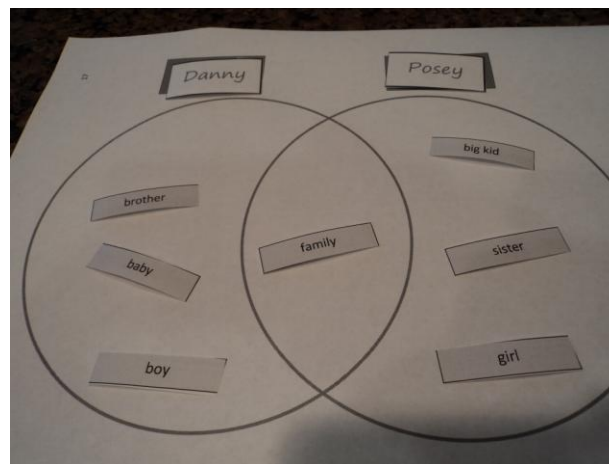 Danny
Posey
big kid
brother
family
sister
baby
boy
girl